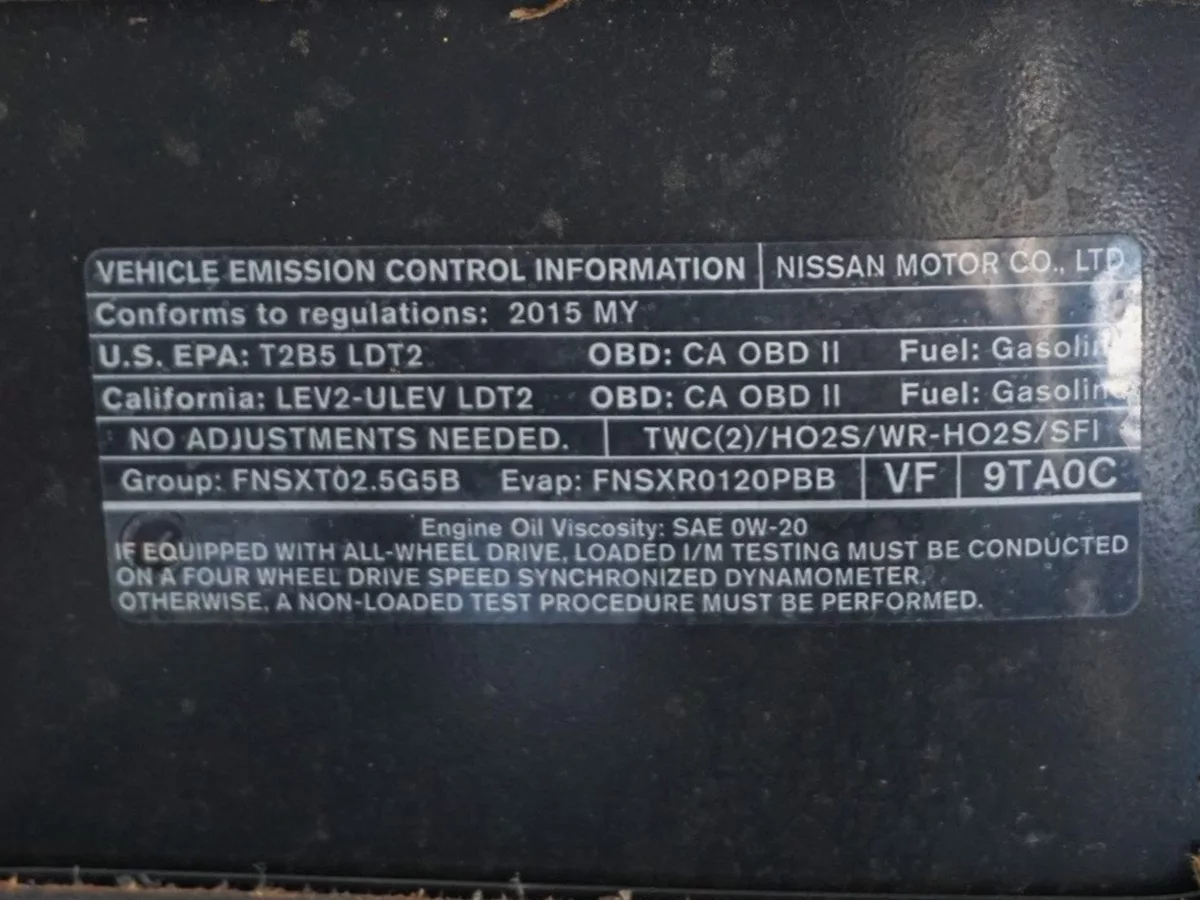 VEHICLE EMISSION CONTROL INFORMATION NISSAN MOTOR CO., LTD
Conforms to regulations: 2015 MY
U.S. EPA: T2B5 LDT2 OBD: CA OBD II Fuel: Gasoline
California: LEV2-ULEV LDT2 OBD: CA OBD II Fuel: Gasoline
NO ADJUSTMENTS NEEDED. TWC(2)/HO2S/WR-HO2S/SFI
Group: FNSXT02.5G5B Evap: FNSXR0120PBB VF 9TA0C
Engine Oil Viscosity: SAE 0W-20
IF EQUIPPED WITH ALL-WHEEL DRIVE, LOADED I/M TESTING MUST BE CONDUCTED
ON A FOUR WHEEL DRIVE SPEED SYNCHRONIZED DYNAMOMETER.
OTHERWISE, A NON-LOADED TEST PROCEDURE MUST BE PERFORMED.